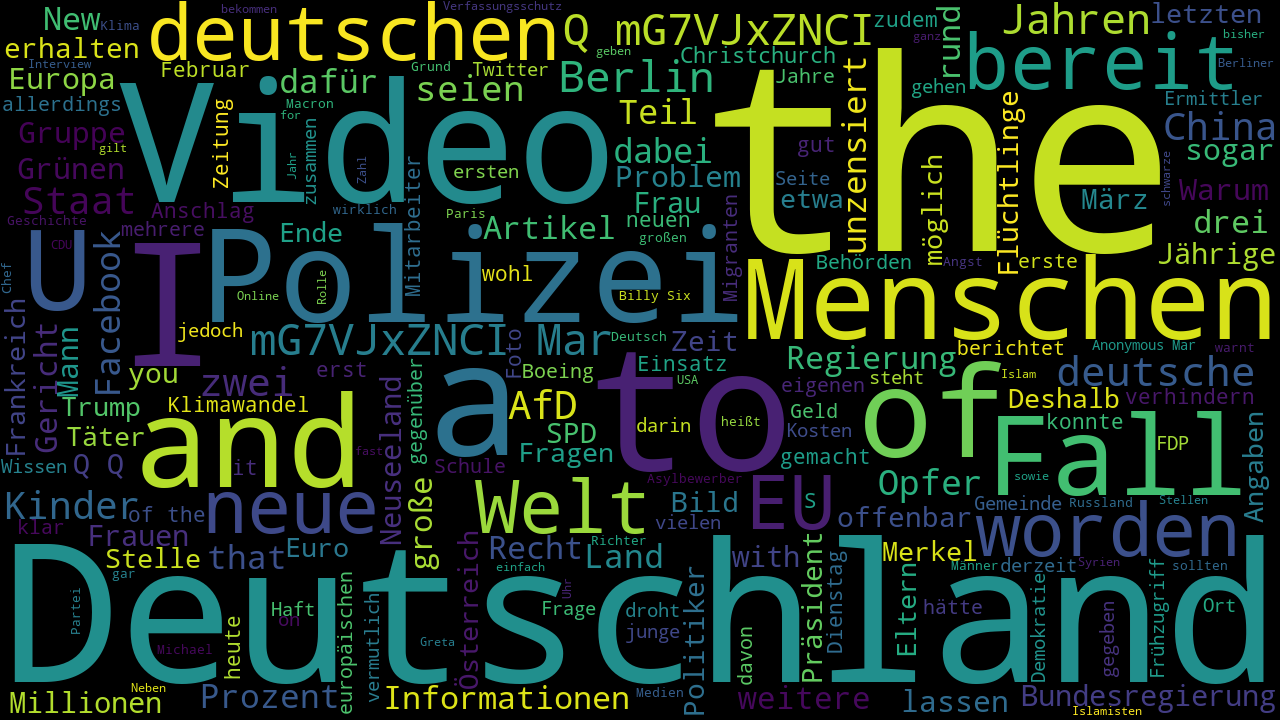 bekommen
Verfassungsschutz
New
Klima
deutschen
Q
mG7VJxZNCI
zudem
Jahren
letzten
erhalten
Interview
geben
Christchurch
ganz
rund
bereit
bisher
Berliner
Europa
Februar
dafür
Grund
Twitter
seien
Berlin
Jahre
gehen
unzensiert
Ermittler
allerdings
Macron
for
Video
the
Teil
China
Gruppe
gilt
Zeitung
zusammen
Jahr
Zahl
ersten
dabei
gut
sogar
Grünen
Staat
Mitarbeiter
Problem
Seite
etwa
möglich
Flüchtlinge
März
Warum
schwarze
Anschlag
wirklich
Paris
Frau
neuen
drei
Geschichte
mehrere
Ende
Artikel
großen
Migranten
Jährige
U
CDU
I
Polizei
wohl
Behörden
Angst
erste
Chef
Facebook
Online
Rolle
Billy Six
Menschen
Frankreich
Gericht
Mann
jedoch
mG7VJxZNCI Mar
Deutsch
Zeit
Regierung
berichtet
Anonymous Mar
warnt
you
zwei
erst
gegenüber
Foto
Boeing
Einsatz
USA
eigenen
steht
Islam
deutsche
Trump
Klimawandel
a
to
of
AfD
Geld
Deshalb
verhindern
Täter
and
Neuseeland
SPD
darin
heißt
Kosten
konnte
Fall
FDP
Wissen
Q Q
it
fast
Schule
Fragen
gemacht
Asylbewerber
Opfer
sowie
Angaben
Kinder
of the
neue
große
Welt
Bild
vielen
EU
S
offenbar
Gemeinde
Russland
Stellen
worden
klar
Frauen
Stelle
that
Euro
Österreich
Recht
Richter
Land
with
Präsident
Dienstag
Merkel
Eltern
Männer
derzeit
Syrien
sollten
gar
einfach
Uhr
Deutschland
Partei
Michael
heute
Haft
on
europäischen
vermutlich
Greta
Frage
droht
junge
Politiker
davon
hätte
Demokratie
gegeben
Frühzugriff
Ort
Millionen
Neben
Prozent
Informationen
Medien
weitere
lassen
Bundesregierung
Islamisten